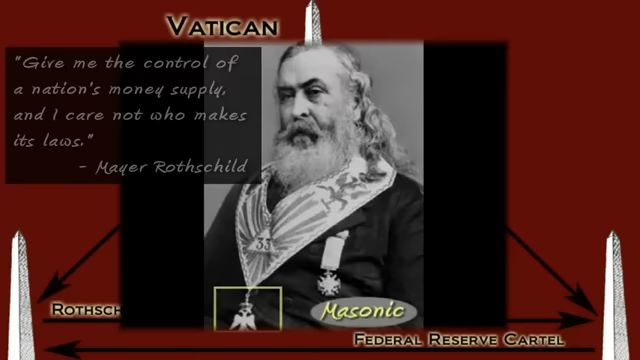 VATICAN
"Give me the control of
a nation's money supply,
and I care not who makes
its laws."
- Mayer Rothschild
33
Masonic
ROTHSCH
FEDERAL RESERVE CARTEL